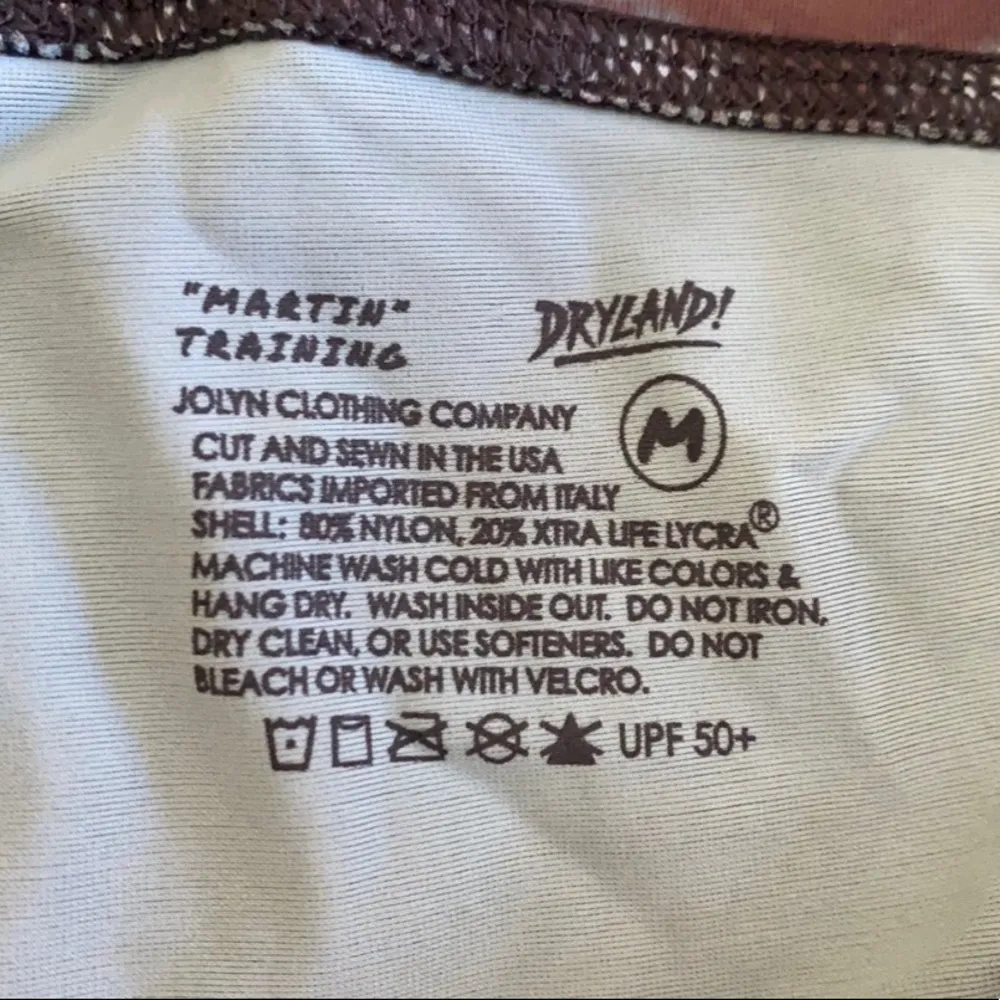 "MARTIN"
TRAINING
DRYLAND!
JOLYN CLOTHING COMPANY
M
CUT AND SEWN IN THE USA
FABRICS IMPORTED FROM ITALY
SHELL: 80% NYLON, 20% XTRA LIFE LYCRA®
MACHINE WASH COLD WITH LIKE COLORS &
HANG DRY. WASH INSIDE OUT. DO NOT IRON,
DRY CLEAN, OR USE SOFTENERS. DO NOT
BLEACH OR WASH WITH VELCRO.
UPF 50+